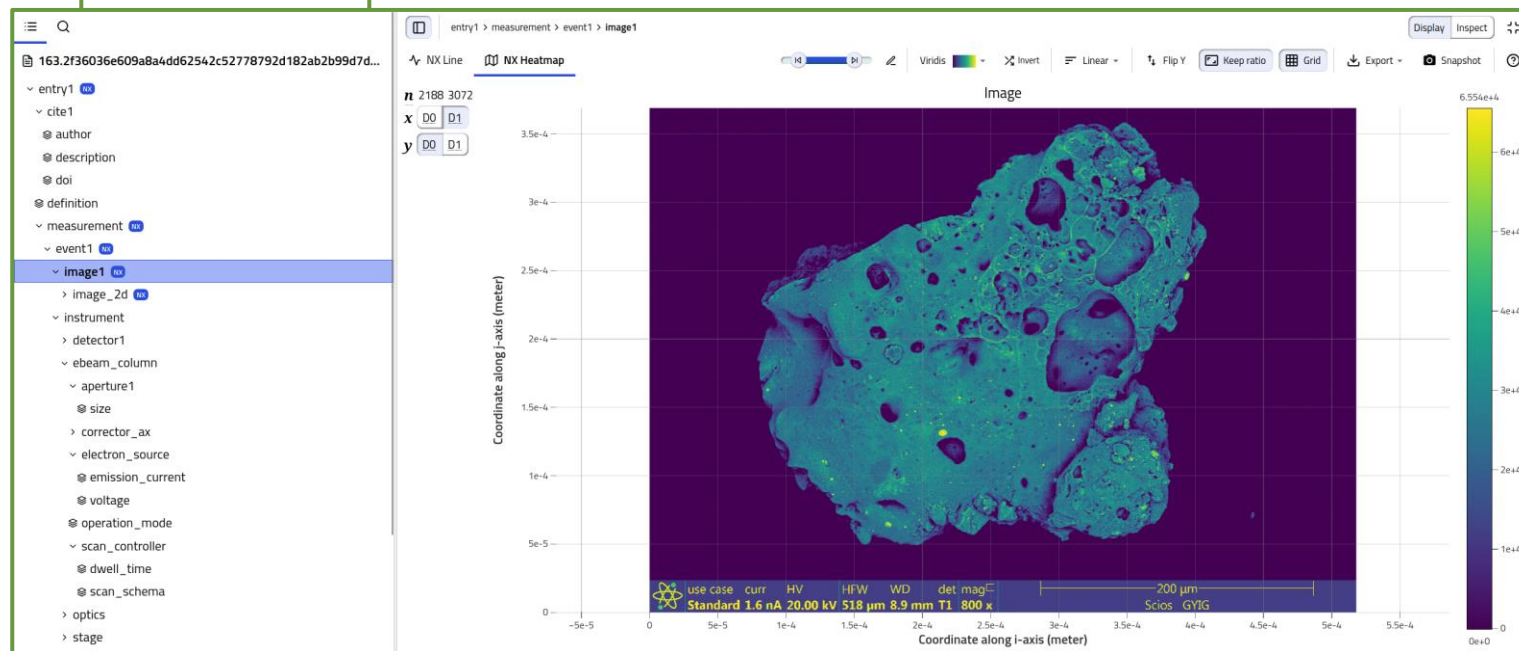 entry1 > measurement > event1 > image1
Display Inspect
163.2f36036e609a8a4dd62542c52778792d182ab2b99d7d...
NX Line NX Heatmap
Viridis Invert Linear Flip Y Keep ratio Grid Export Snapshot
entry1 NX
cite1
author
description
doi
definition
measurement NX
event1 NX
image1 NX
image_2d NX
instrument
detector1
ebeam_column
aperture1
size
corrector_ax
electron_source
emission_current
voltage
operation_mode
scan_controller
dwell_time
scan_schema
optics
stage
n 2188 3072
x D0 D1
y D0 D1
Image
Coordinate along j-axis (meter)
3.5e-4
3e-4
2.5e-4
2e-4
1.5e-4
1e-4
5e-5
0
use case curr HV HFW WD det mag
Standard 1.6 nA 20.00 kV 518 µm 8.9 mm T1 800 x
200 µm
Scios GYIG
-5e-5 0 5e-5 1e-4 1.5e-4 2e-4 2.5e-4 3e-4 3.5e-4 4e-4 4.5e-4 5e-4 5.5e-4
Coordinate along i-axis (meter)
6.554e+4
6e+4
5e+4
4e+4
3e+4
2e+4
1e+4
0
0e+0